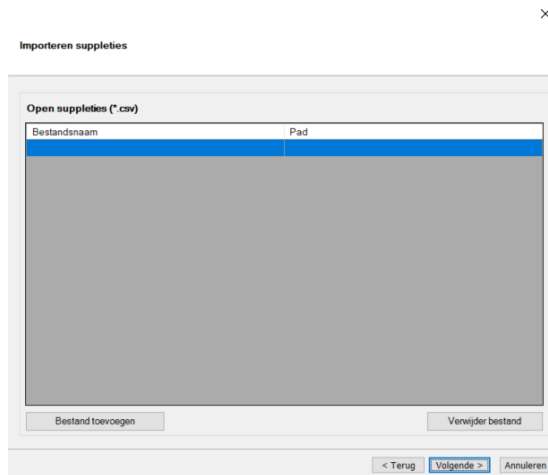 Importeren suppleties
Open suppleties (*.csv)
Bestandsnaam Pad
Bestand toevoegen Verwijder bestand
< Terug Volgende > Annuleren